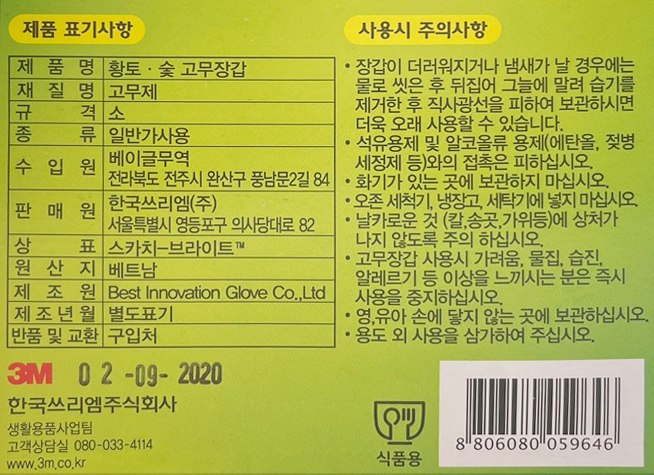 제품 표기사항
제 품 명 황토 · 숯 고무장갑
재 질 명 고무제
규 격 소
종 류 일반가사용
수 입 원 베이글무역
전라북도 전주시 완산구 풍남문2길 84
판 매 원 한국쓰리엠(주)
서울특별시 영등포구 의사당대로 82
상 표 스카치-브라이트™
원 산 지 베트남
제 조 원 Best Innovation Glove Co.,Ltd
제 조 년 월 별도표기
반품 및 교환 구입처
3M 02 -09- 2020
한국쓰리엠주식회사
생활용품사업팀
고객상담실 080-033-4114
www.3m.co.kr
사용시 주의사항
• 장갑이 더러워지거나 냄새가 날 경우에는
물로 씻은 후 뒤집어 그늘에 말려 습기를
제거한 후 직사광선을 피하여 보관하시면
더욱 오래 사용할 수 있습니다.
• 석유용제 및 알코올류 용제(에탄올, 젖병
세정제 등)와의 접촉은 피하십시오.
• 화기가 있는 곳에 보관하지 마십시오.
• 오존 세척기, 냉장고, 세탁기에 넣지 마십시오.
• 날카로운 것 (칼,송곳,가위등)에 상처가
나지 않도록 주의 하십시오.
• 고무장갑 사용시 가려움, 물집, 습진,
알레르기 등 이상을 느끼시는 분은 즉시
사용을 중지하십시오.
• 영,유아 손에 닿지 않는 곳에 보관하십시오.
• 용도 외 사용을 삼가하여 주십시오.
식품용
8 806080 059646